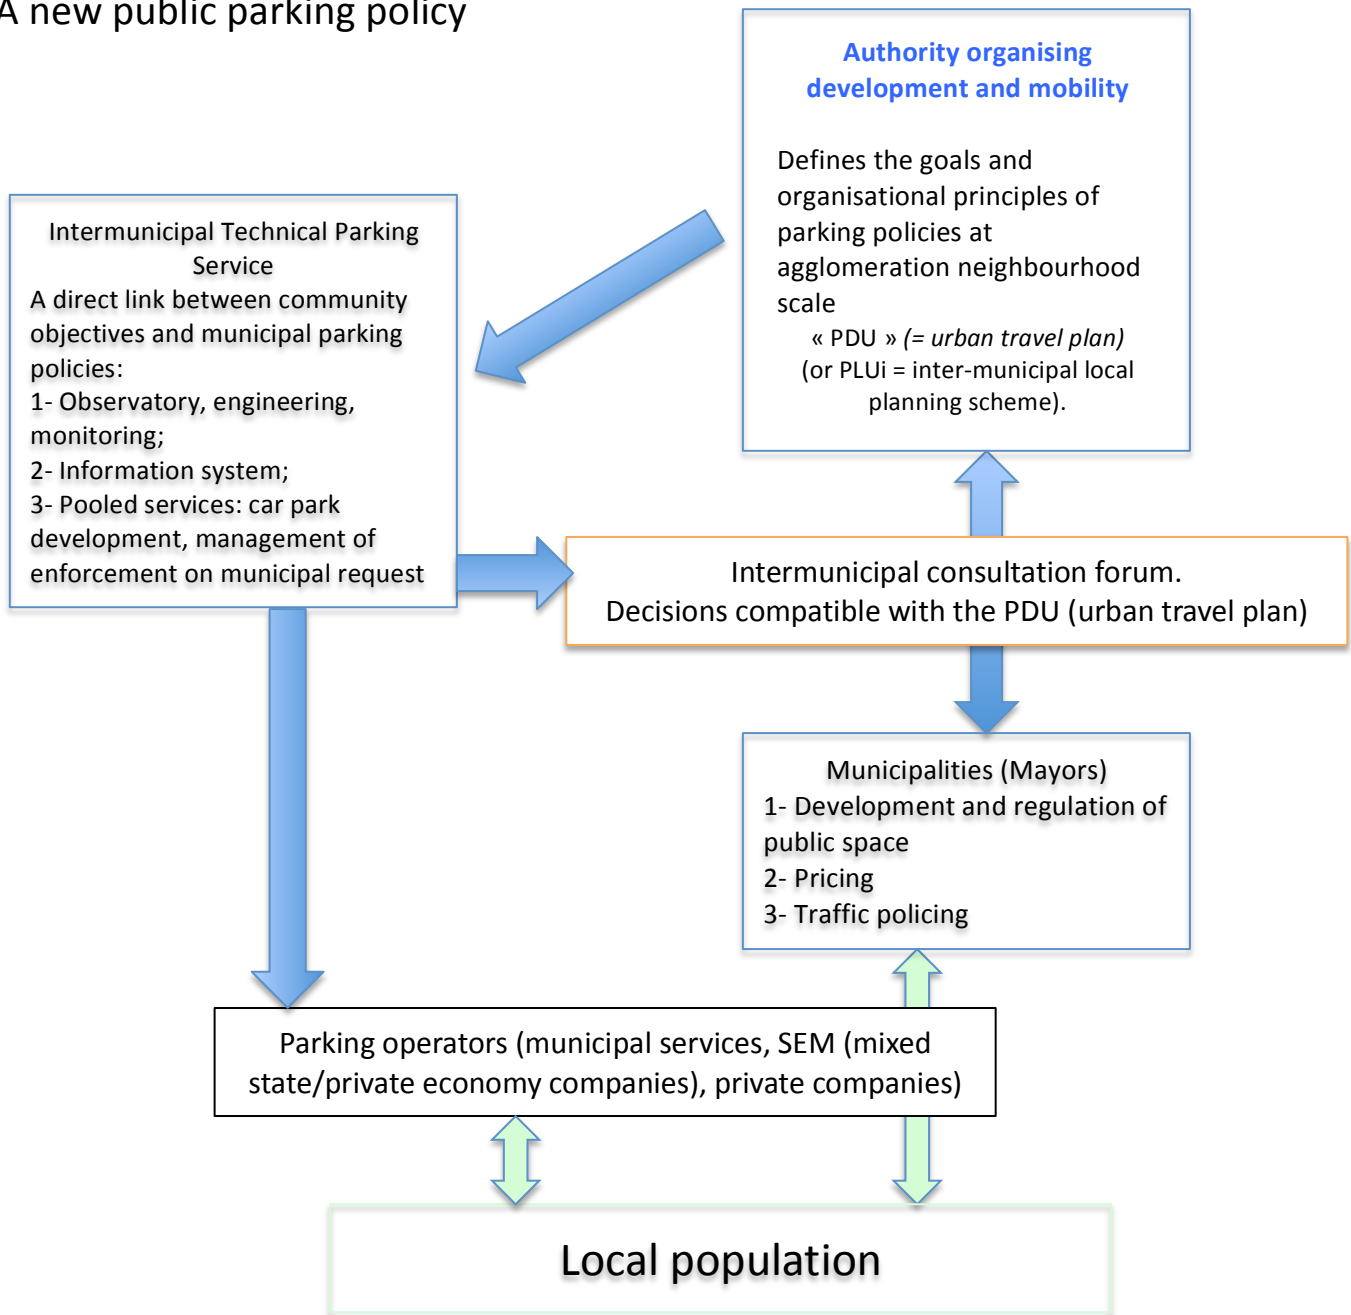 A new public parking policy
Authority organising
development and mobility
Defines the goals and
organisational principles of
parking policies at
agglomeration neighbourhood
scale
« PDU » (= urban travel plan)
(or PLUi = inter-municipal local
planning scheme).
Intermunicipal Technical Parking
Service
A direct link between community
objectives and municipal parking
policies:
1- Observatory, engineering,
monitoring;
2- Information system;
3- Pooled services: car park
development, management of
enforcement on municipal request
Intermunicipal consultation forum.
Decisions compatible with the PDU (urban travel plan)
Municipalities (Mayors)
1- Development and regulation of
public space
2- Pricing
3- Traffic policing
Parking operators (municipal services, SEM (mixed
state/private economy companies), private companies)
Local population